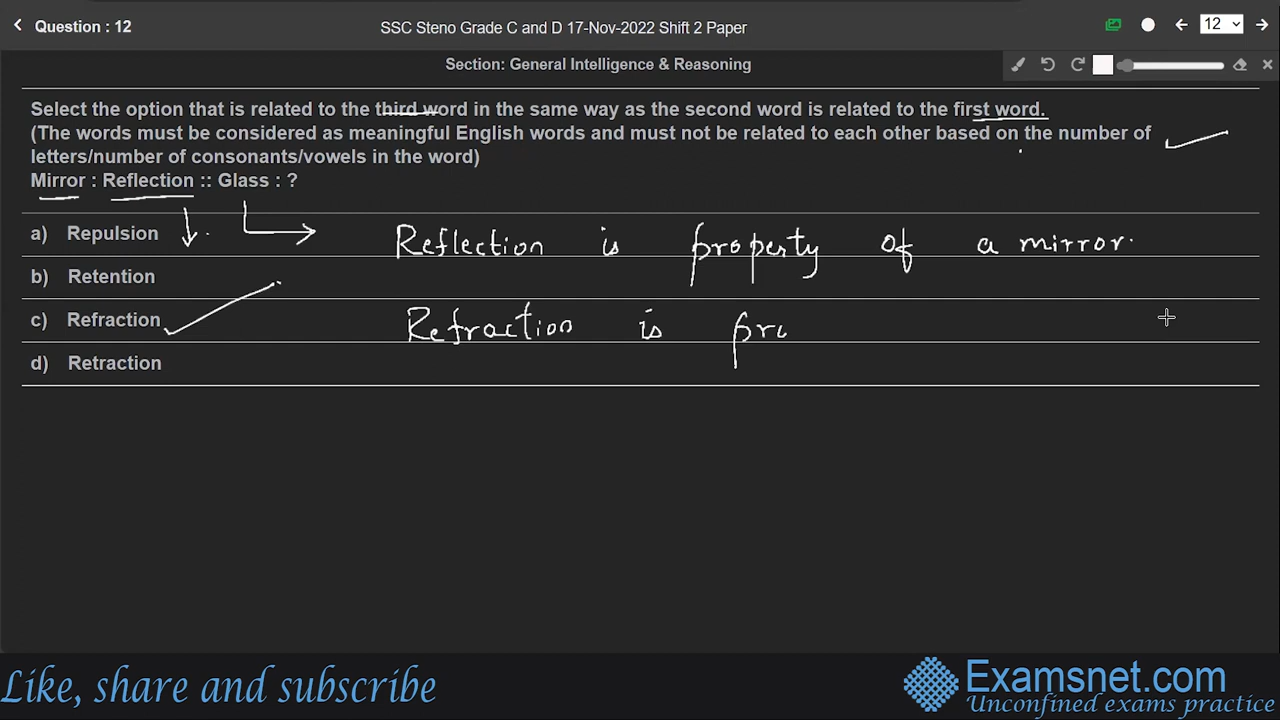 Question : 12
SSC Steno Grade C and D 17-Nov-2022 Shift 2 Paper
12
Section: General Intelligence & Reasoning
Select the option that is related to the third word in the same way as the second word is related to the first word.
(The words must be considered as meaningful English words and must not be related to each other based on the number of
letters/number of consonants/vowels in the word)
Mirror : Reflection :: Glass : ?
a) Repulsion
Reflection is property of a mirror.
b) Retention
c) Refraction
Refraction is pro
d) Retraction
Like, share and subscribe
Examsnet.com
Unconfined exams practice